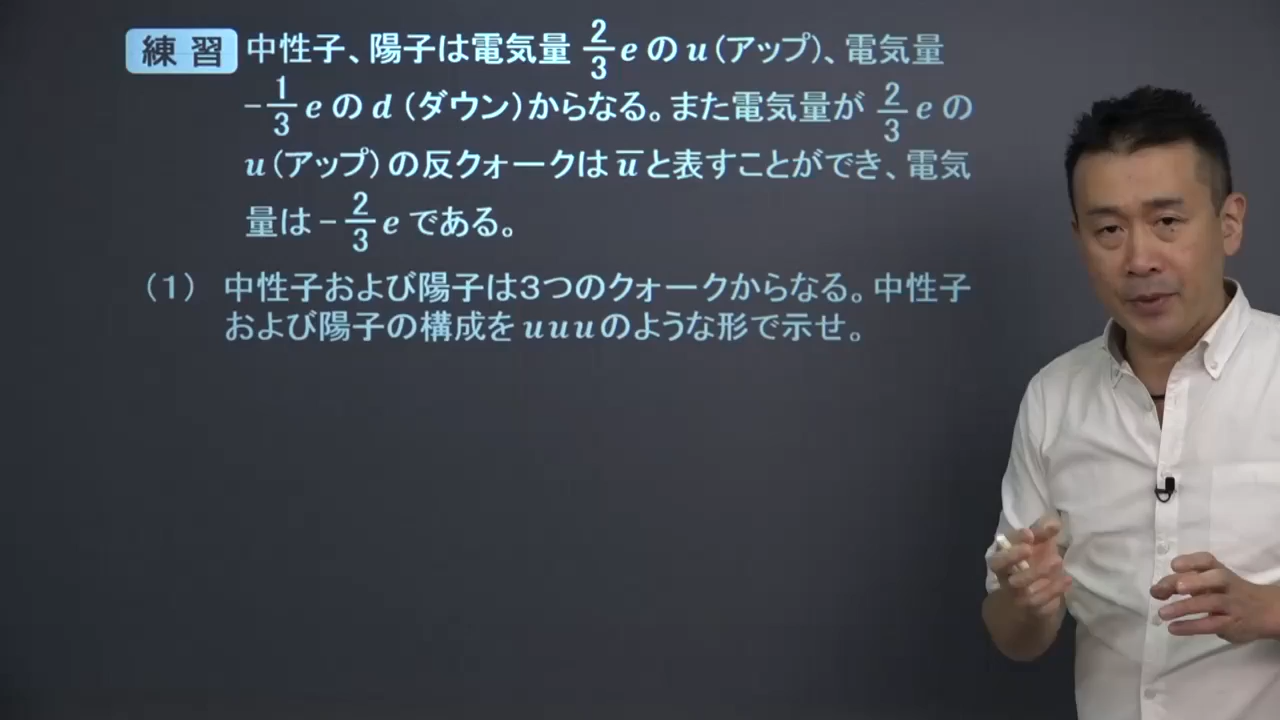 練習 中性子、陽子は電気量 2/3 e の u（アップ）、電気量
−1/3 e の d（ダウン）からなる。また電気量が 2/3 e の
u（アップ）の反クォークは u̅ と表すことができ、電気
量は −2/3 e である。
（1） 中性子および陽子は3つのクォークからなる。中性子
および陽子の構成を u u u のような形で示せ。